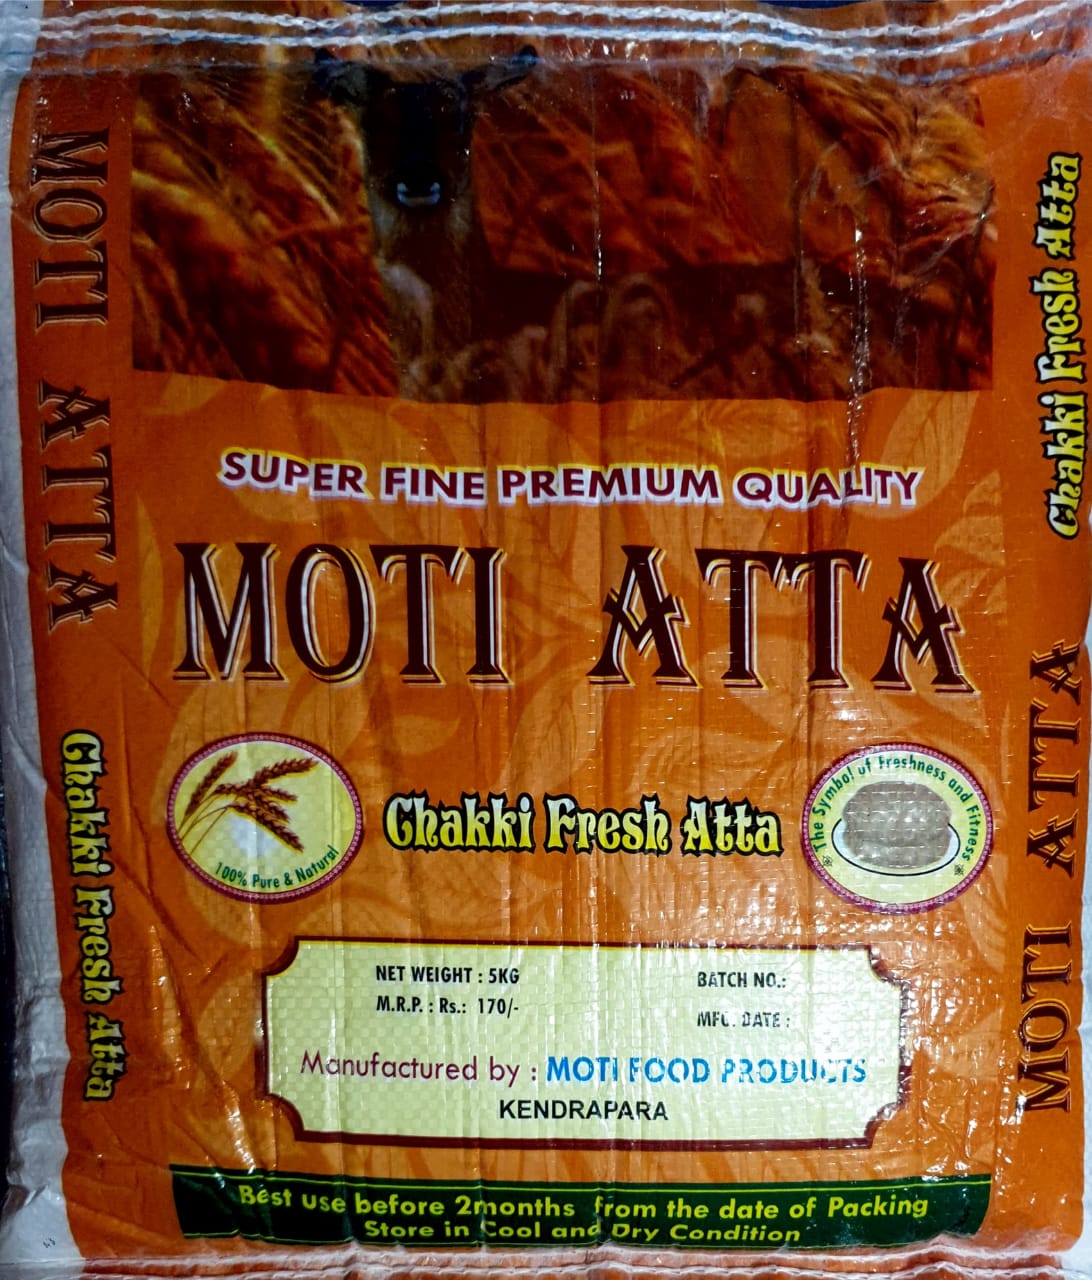 SUPER FINE PREMIUM QUALITY
MOTI ATTA
100% Pure & Natural
Chakki Fresh Atta
The Symbol of Freshness and Fitness
NET WEIGHT : 5KG
BATCH NO.:
M.R.P. : Rs.: 170/-
MFG. DATE :
Manufactured by : MOTI FOOD PRODUCTS
KENDRAPARA
Best use before 2months from the date of Packing
Store in Cool and Dry Condition
MOTI ATTA
Chakki Fresh Atta
Chakki Fresh Atta
MOTI ATTA